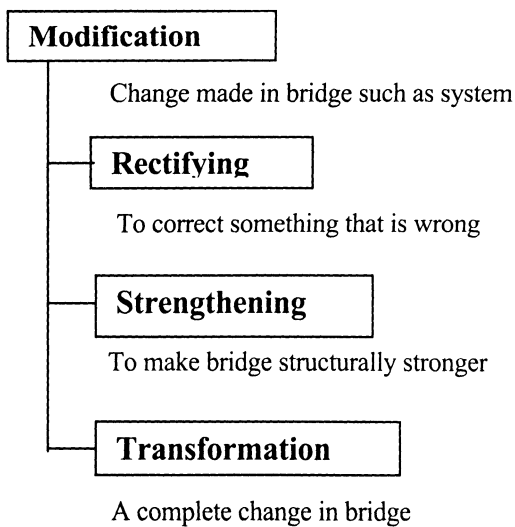 Modification
Change made in bridge such as system
Rectifying
To correct something that is wrong
Strengthening
To make bridge structurally stronger
Transformation
A complete change in bridge